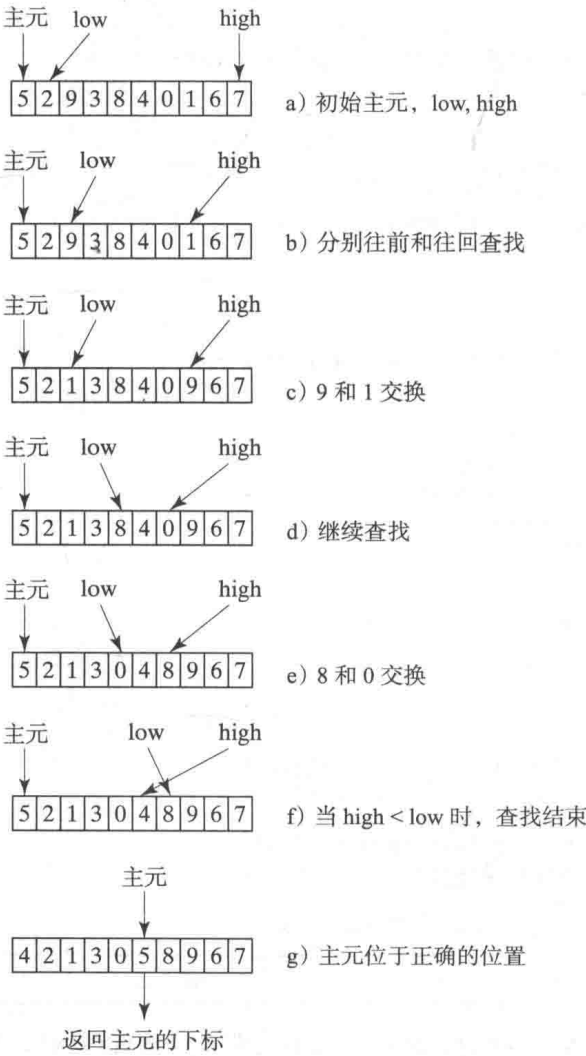 主元 low high
5 2 9 3 8 4 0 1 6 7 a）初始主元，low, high
主元 low high
5 2 9 3 8 4 0 1 6 7 b）分别往前和往回查找
主元 low high
5 2 1 3 8 4 0 9 6 7 c）9 和 1 交换
主元 low high
5 2 1 3 8 4 0 9 6 7 d）继续查找
主元 low high
5 2 1 3 0 4 8 9 6 7 e）8 和 0 交换
主元 low high
5 2 1 3 0 4 8 9 6 7 f）当 high < low 时，查找结束
主元
4 2 1 3 0 5 8 9 6 7 g）主元位于正确的位置
返回主元的下标